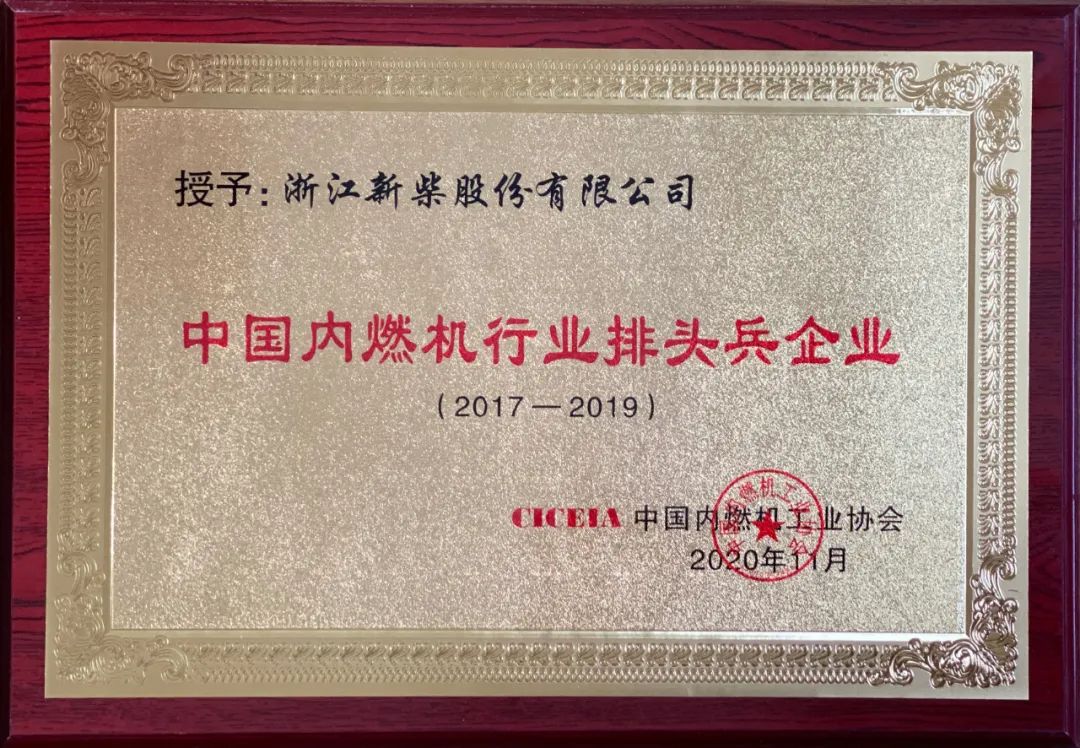 授予：浙江新柴股份有限公司
中国内燃机行业排头兵企业
（2017—2019）
CICEIA 中国内燃机工业协会
2020年11月